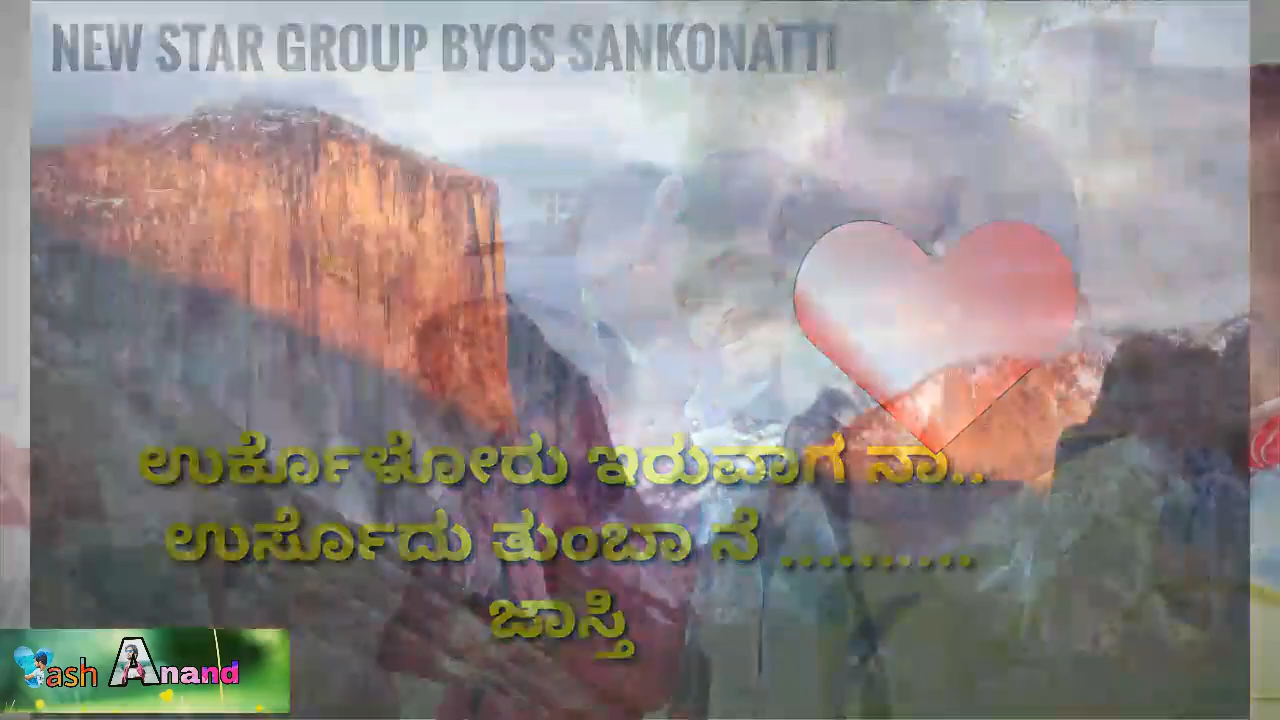 NEW STAR GROUP BYOS SANKONATTI
ಉರ್ಕೊಳೋರು ಇರುವಾಗ ನಾ..
ಉರ್ಸೊದು ತುಂಬಾ ನೆ ..........
ಜಾಸ್ತಿ
ash Anand